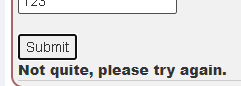 123
Submit
Not quite, please try again.